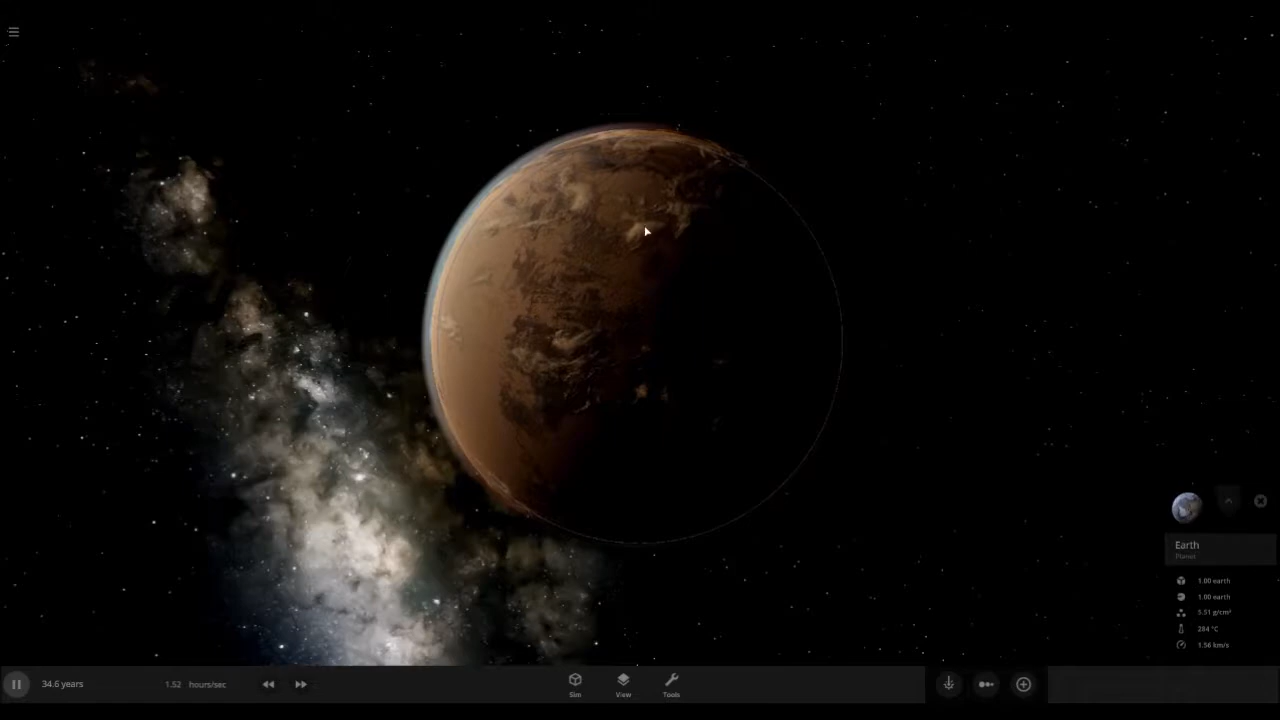 Earth
Planet
1.00 earth
1.00 earth
5.51 g/cm³
284 °C
1.56 km/s
34.6 years
1.52 hours/sec
Sim
View
Tools